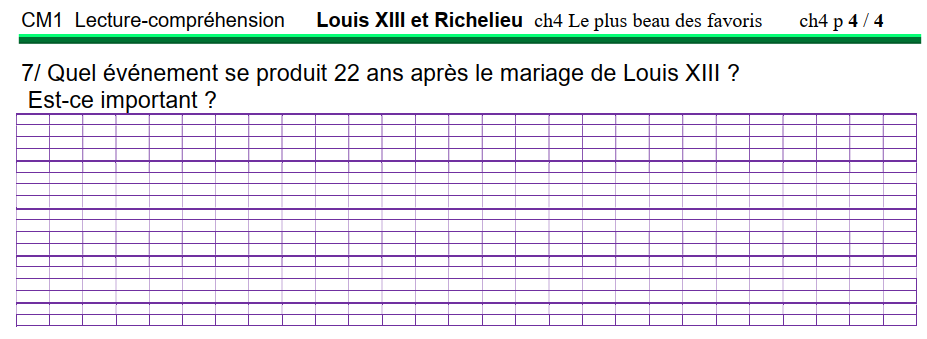 CM1 Lecture-compréhension Louis XIII et Richelieu ch4 Le plus beau des favoris ch4 p 4 / 4
7/ Quel événement se produit 22 ans après le mariage de Louis XIII ?
Est-ce important ?